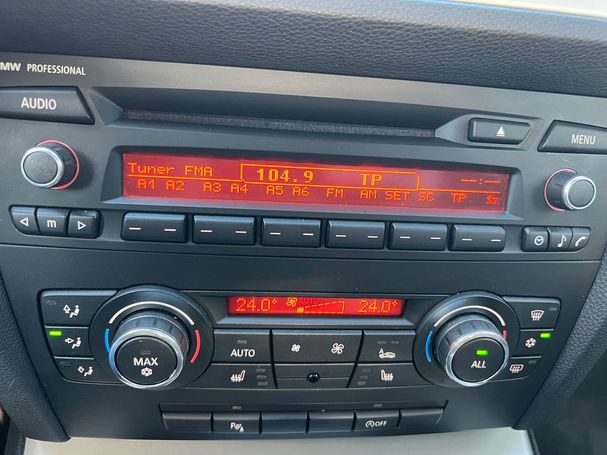 BMW PROFESSIONAL
AUDIO
MENU
Tuner FMA 104.9 TP --:--
A1 A2 A3 A4 A5 A6 FM AM SET SC TP
m
24.0° 24.0°
AUTO
MAX
ALL
OFF